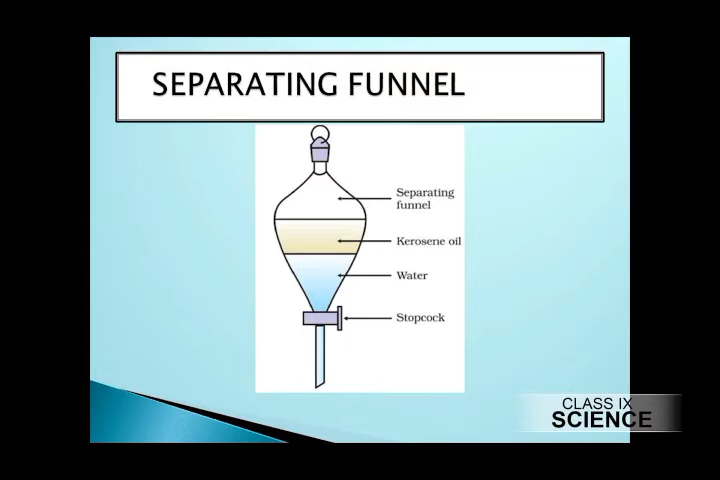 SEPARATING FUNNEL
Separating
funnel
Kerosene oil
Water
Stopcock
CLASS IX
SCIENCE